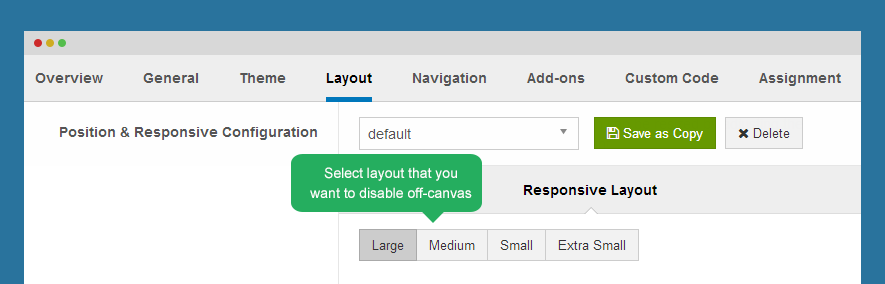 Overview General Theme Layout Navigation Add-ons Custom Code Assignment
Position & Responsive Configuration default Save as Copy Delete
Select layout that you
want to disable off-canvas
Responsive Layout
Large Medium Small Extra Small